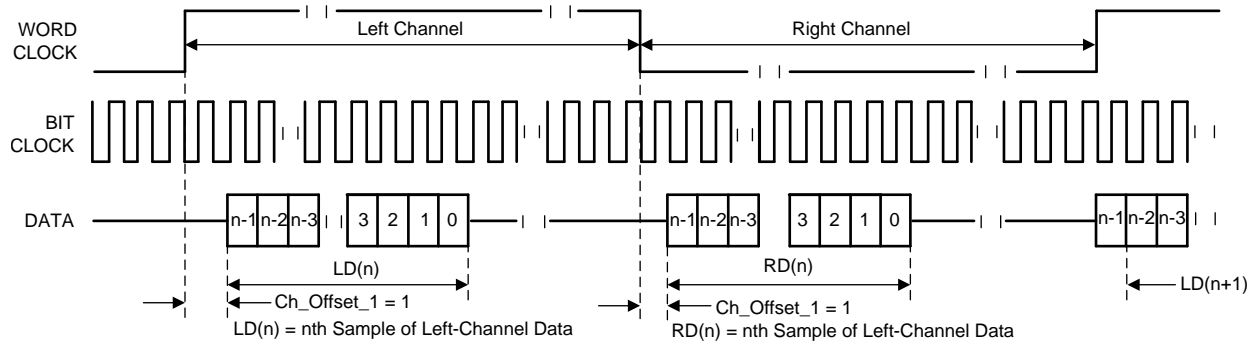 WORD
CLOCK
Left Channel
Right Channel
BIT
CLOCK
DATA
n-1 n-2 n-3 3 2 1 0 n-1 n-2 n-3 3 2 1 0 n-1 n-2 n-3
LD(n) RD(n) LD(n+1)
Ch_Offset_1 = 1 Ch_Offset_1 = 1
LD(n) = nth Sample of Left-Channel Data RD(n) = nth Sample of Left-Channel Data